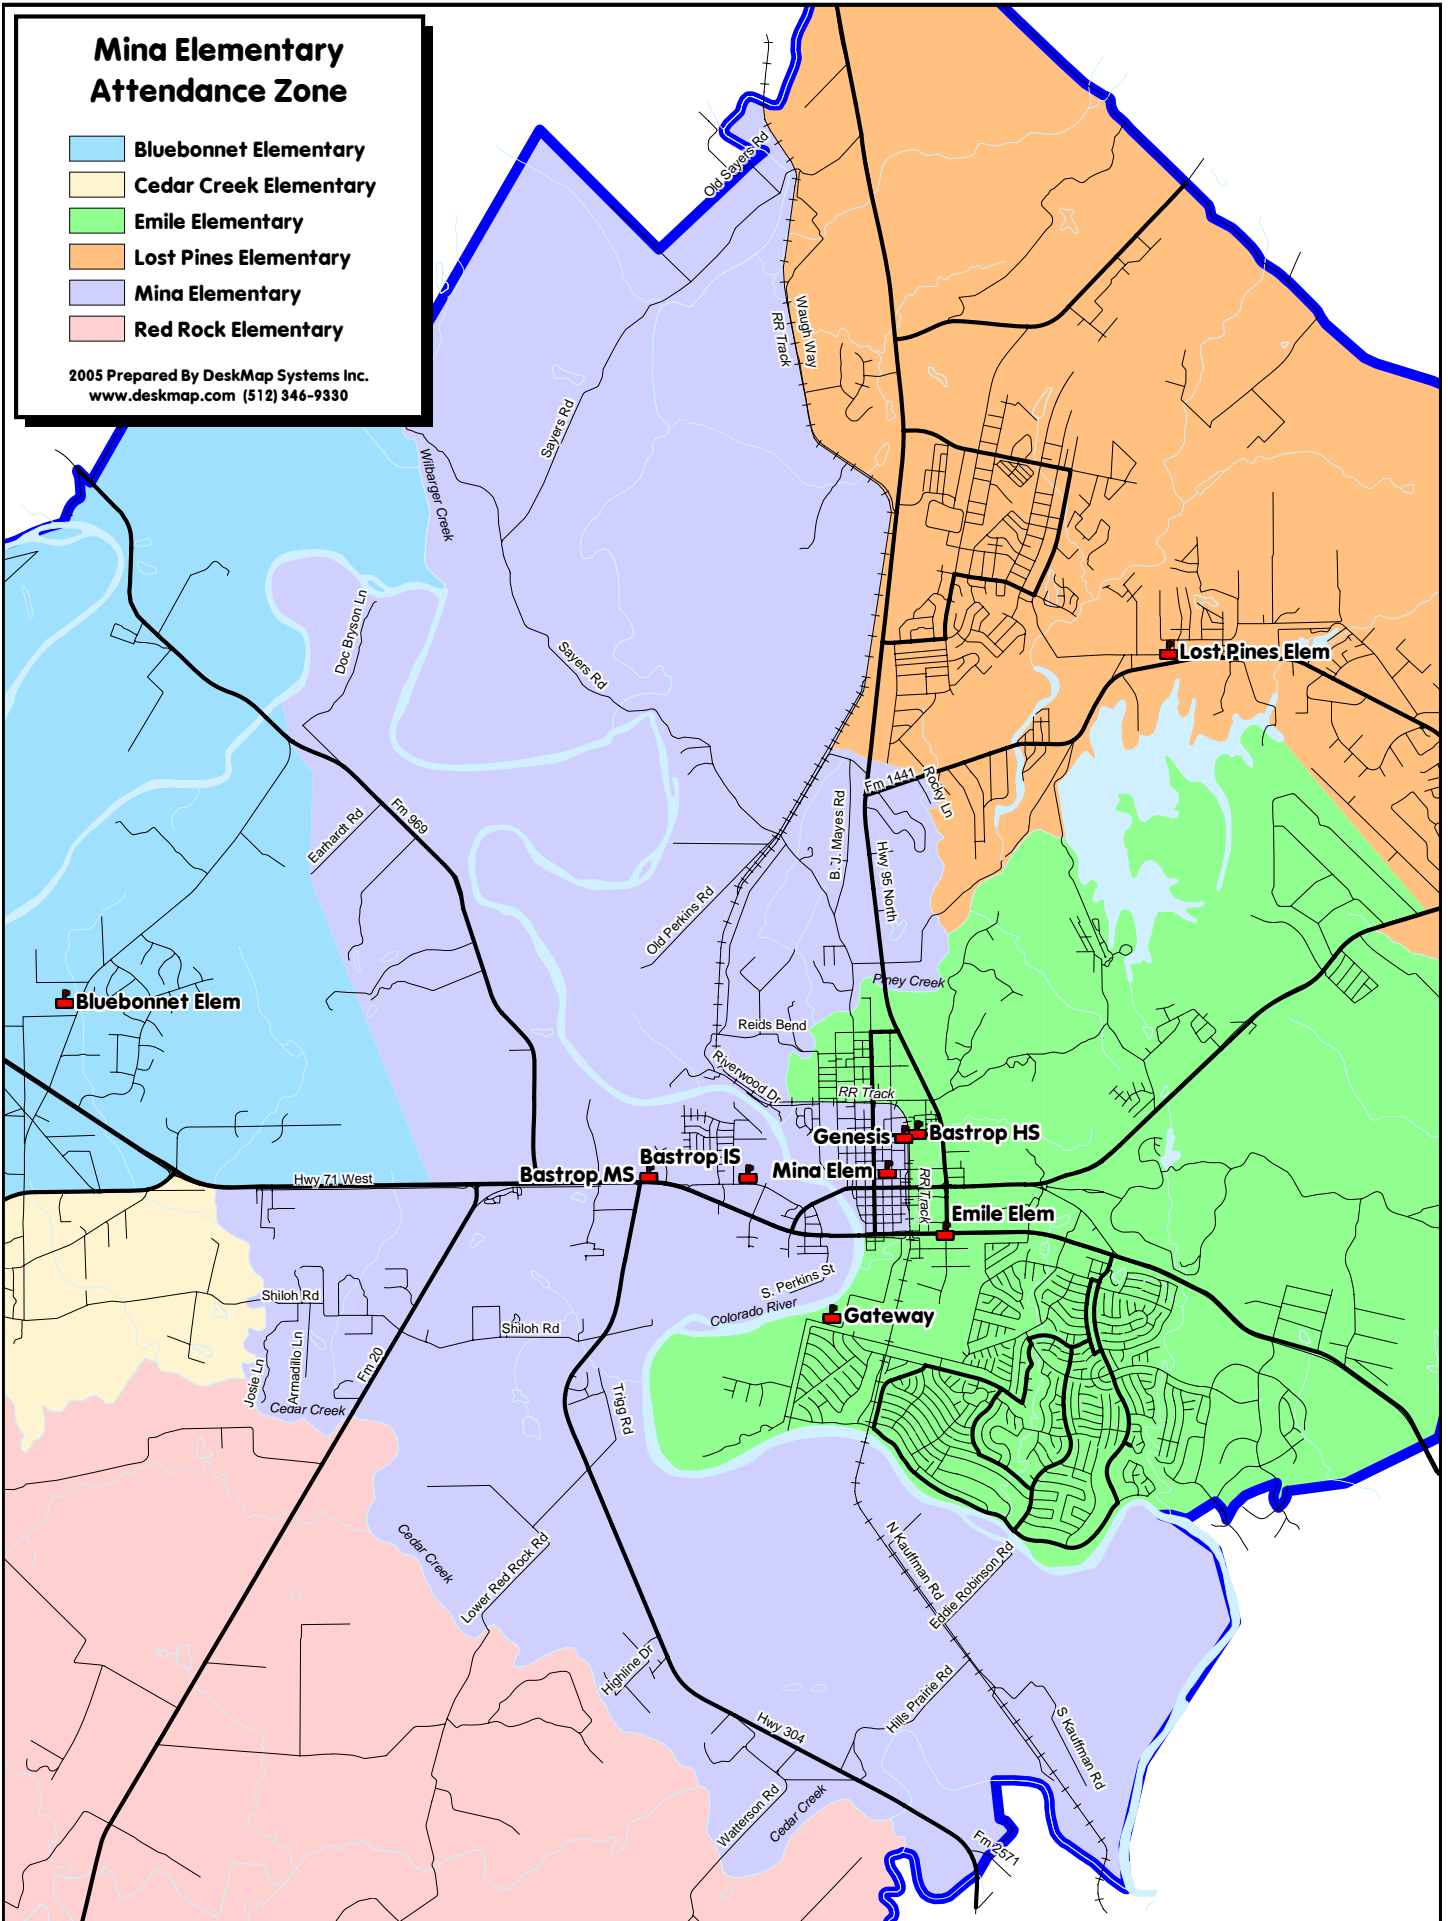 Mina Elementary
Attendance Zone
Bluebonnet Elementary
Cedar Creek Elementary
Emile Elementary
Lost Pines Elementary
Mina Elementary
Red Rock Elementary
2005 Prepared By DeskMap Systems Inc.
www.deskmap.com (512) 346-9330
Old Sayers Rd
Waugh Way
RR Track
Sayers Rd
Wilbarger Creek
Doc Bryson Ln
Sayers Rd
Lost Pines Elem
Fm 1441
Rocky Ln
B. J. Mayes Rd
Earhardt Rd
Fm 969
Hwy 95 North
Old Perkins Rd
Piney Creek
Bluebonnet Elem
Reids Bend
Riverwood Dr
RR Track
Genesis
Bastrop HS
Bastrop IS
Bastrop MS
Mina Elem
Hwy 71 West
RR Track
Emile Elem
S. Perkins St
Colorado River
Gateway
Shiloh Rd
Shiloh Rd
Armadillo Ln
Josie Ln
Fm 20
Cedar Creek
Trigg Rd
Cedar Creek
Lower Red Rock Rd
N Kauffman Rd
Eddie Robinson Rd
Highline Dr
Hills Prairie Rd
Hwy 304
S Kauffman Rd
Watterson Rd
Cedar Creek
Fm 2571